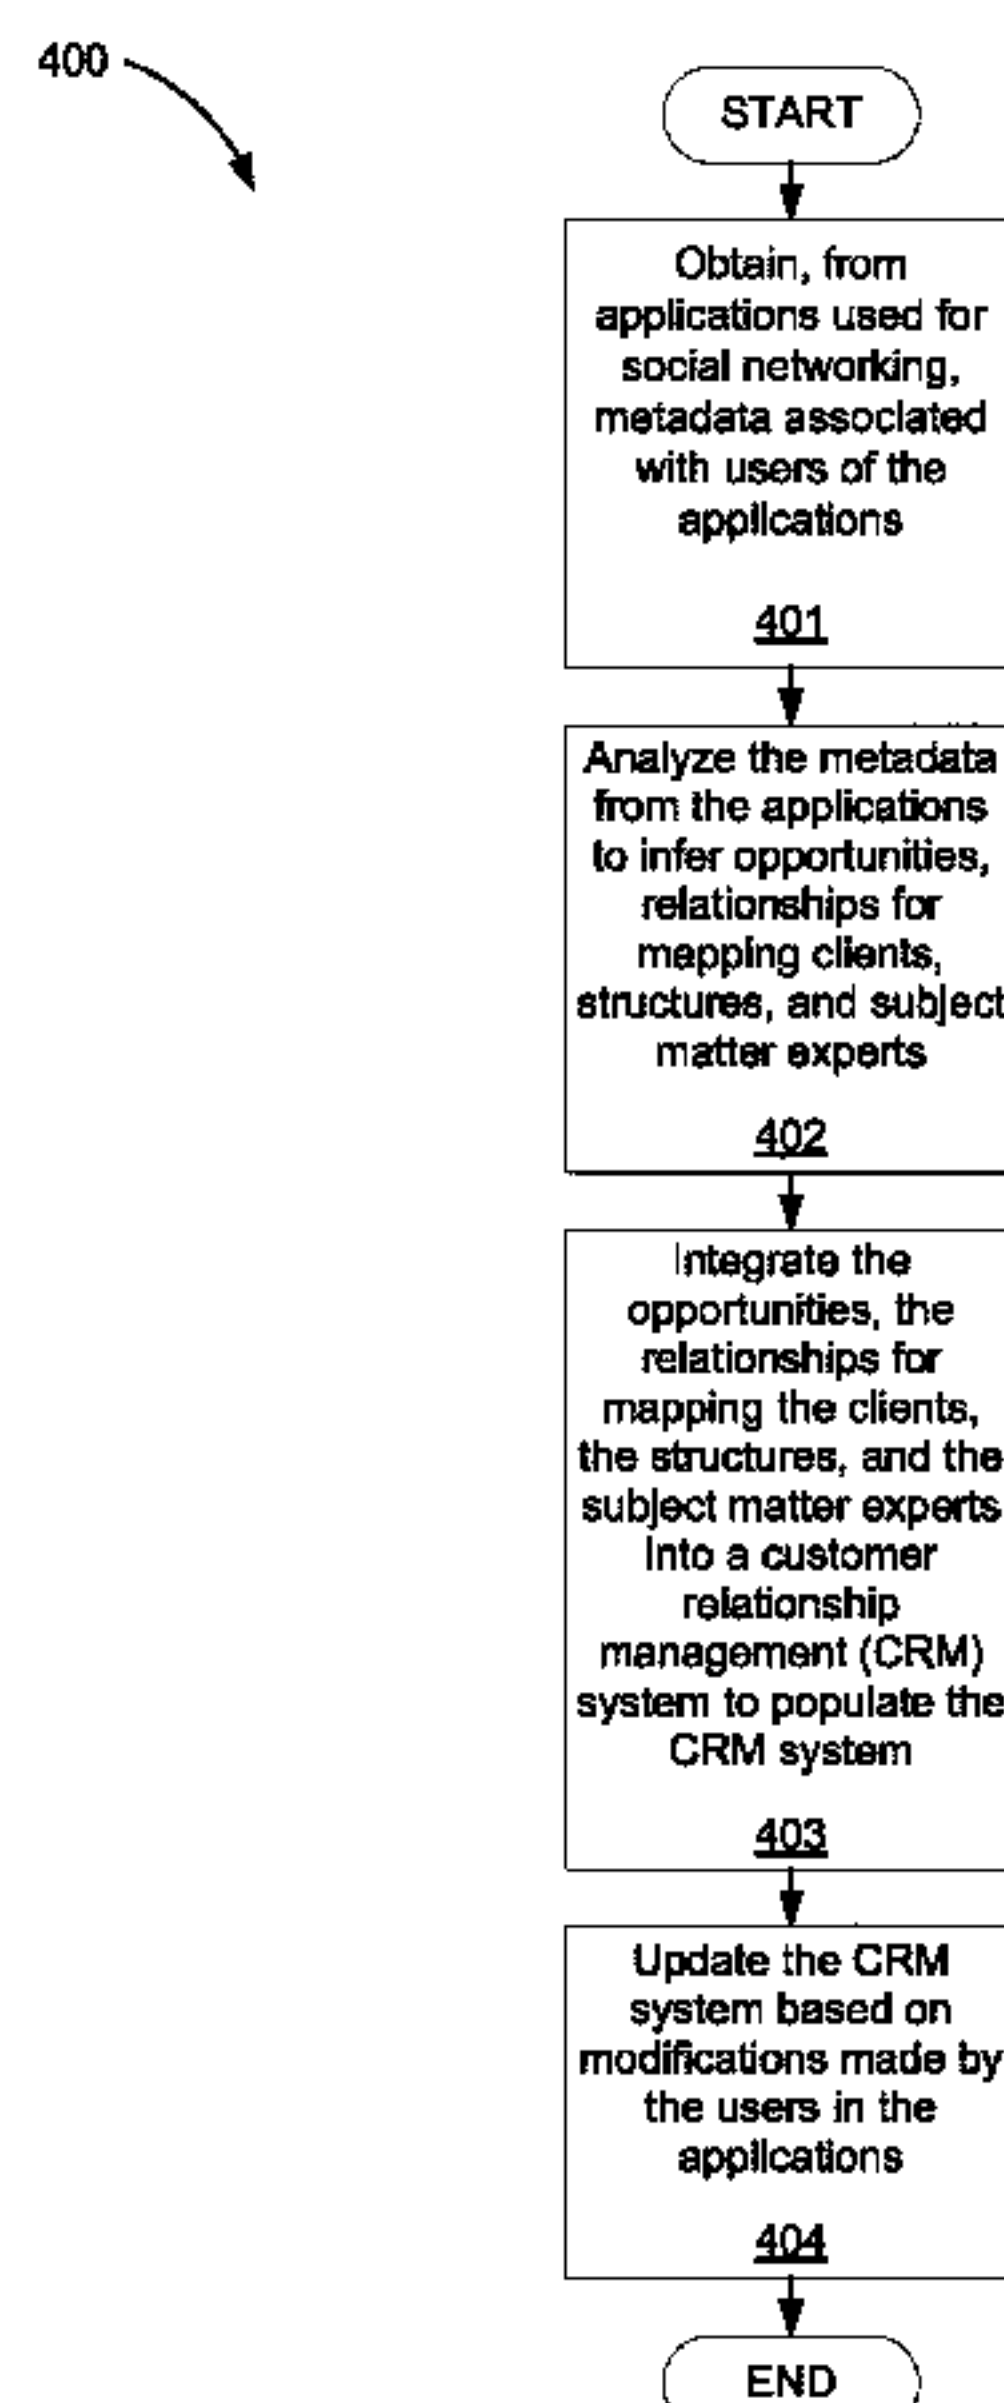 400
START
Obtain, from
applications used for
social networking,
metadata associated
with users of the
applications
401
Analyze the metadata
from the applications
to infer opportunities,
relationships for
mapping clients,
structures, and subject
matter experts
402
Integrate the
opportunities, the
relationships for
mapping the clients,
the structures, and the
subject matter experts
into a customer
relationship
management (CRM)
system to populate the
CRM system
403
Update the CRM
system based on
modifications made by
the users in the
applications
404
END